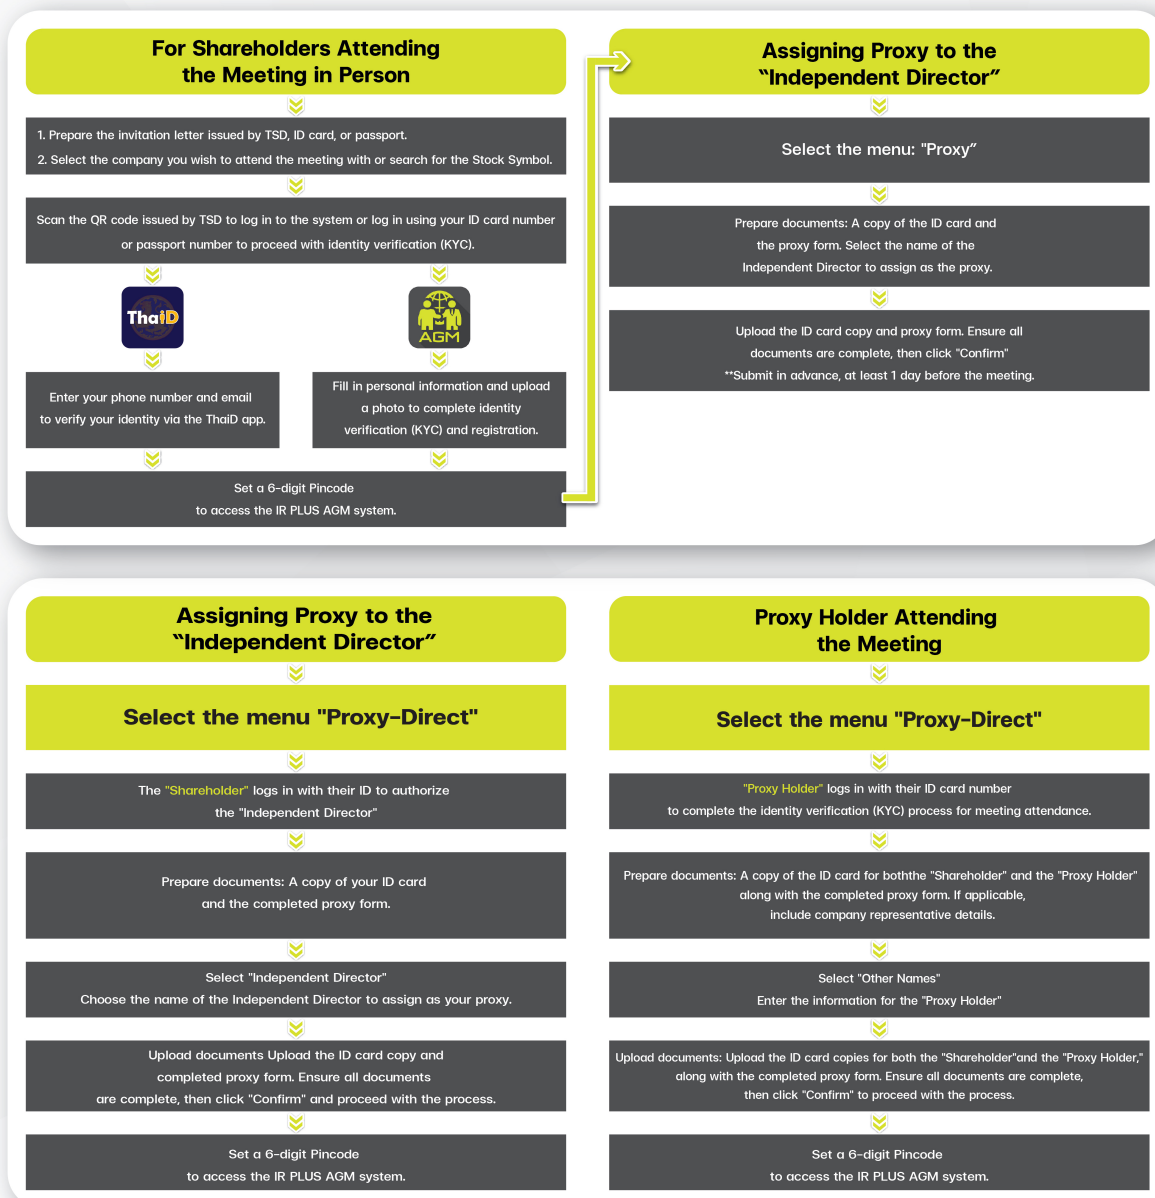 For Shareholders Attending
the Meeting in Person
1. Prepare the invitation letter issued by TSD, ID card, or passport.
2. Select the company you wish to attend the meeting with or search for the Stock Symbol.
Scan the QR code issued by TSD to log in to the system or log in using your ID card number
or passport number to proceed with identity verification (KYC).
ThaiD
AGM
Enter your phone number and email
to verify your identity via the ThaiD app.
Fill in personal information and upload
a photo to complete identity
verification (KYC) and registration.
Set a 6-digit Pincode
to access the IR PLUS AGM system.
Assigning Proxy to the
“Independent Director”
Select the menu: "Proxy”
Prepare documents: A copy of the ID card and
the proxy form. Select the name of the
Independent Director to assign as the proxy.
Upload the ID card copy and proxy form. Ensure all
documents are complete, then click "Confirm"
**Submit in advance, at least 1 day before the meeting.
Assigning Proxy to the
“Independent Director”
Select the menu "Proxy-Direct"
The "Shareholder" logs in with their ID to authorize
the "Independent Director"
Prepare documents: A copy of your ID card
and the completed proxy form.
Select "Independent Director"
Choose the name of the Independent Director to assign as your proxy.
Upload documents Upload the ID card copy and
completed proxy form. Ensure all documents
are complete, then click "Confirm" and proceed with the process.
Set a 6-digit Pincode
to access the IR PLUS AGM system.
Proxy Holder Attending
the Meeting
Select the menu "Proxy-Direct"
"Proxy Holder" logs in with their ID card number
to complete the identity verification (KYC) process for meeting attendance.
Prepare documents: A copy of the ID card for boththe "Shareholder" and the "Proxy Holder"
along with the completed proxy form. If applicable,
include company representative details.
Select "Other Names"
Enter the information for the "Proxy Holder"
Upload documents: Upload the ID card copies for both the "Shareholder"and the "Proxy Holder,"
along with the completed proxy form. Ensure all documents are complete,
then click "Confirm" to proceed with the process.
Set a 6-digit Pincode
to access the IR PLUS AGM system.